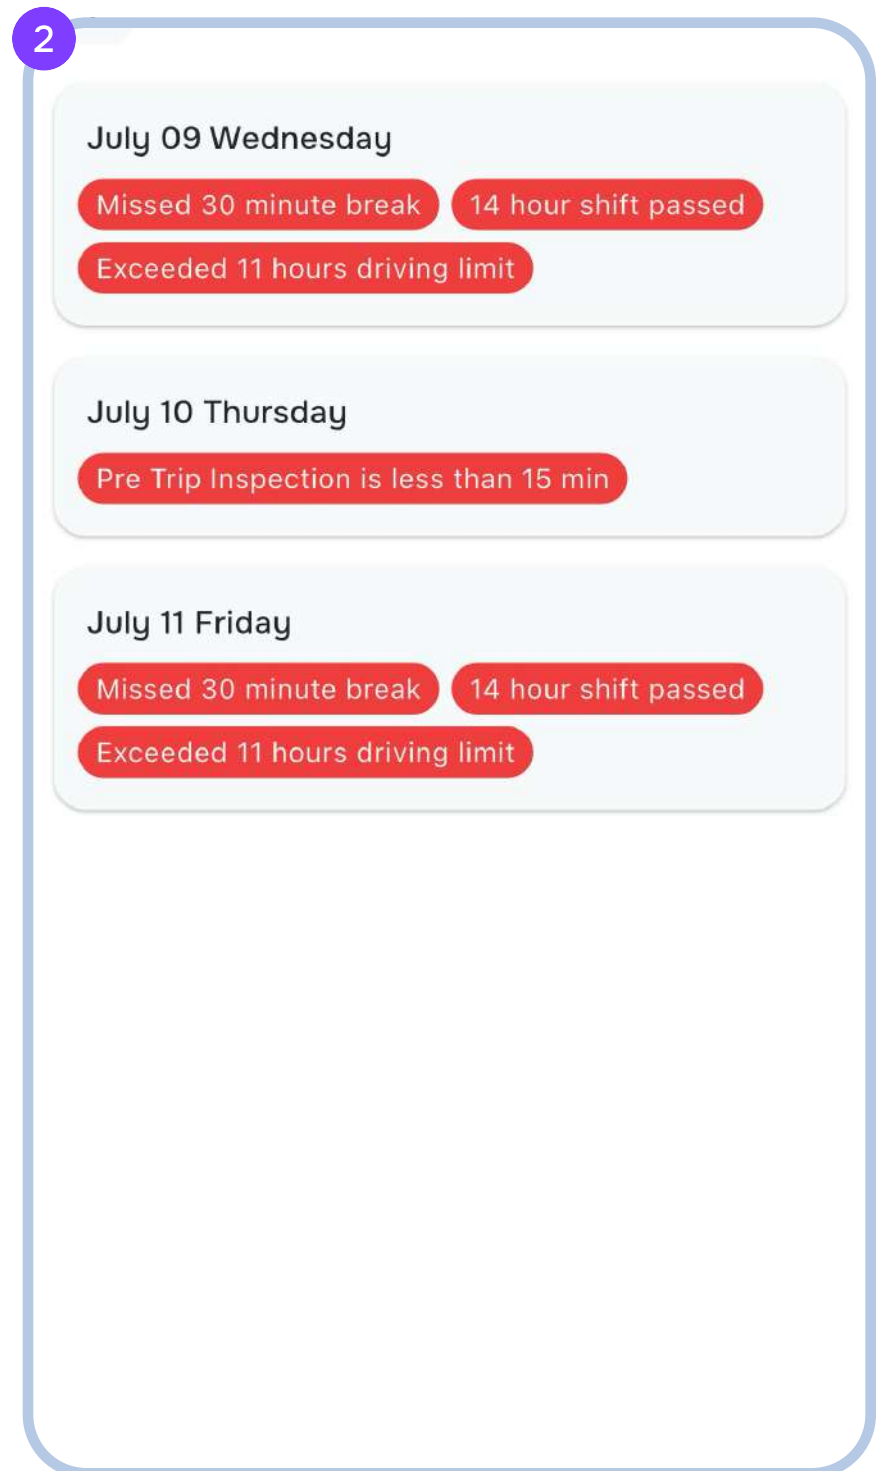 2
July 09 Wednesday
Missed 30 minute break 14 hour shift passed
Exceeded 11 hours driving limit
July 10 Thursday
Pre Trip Inspection is less than 15 min
July 11 Friday
Missed 30 minute break 14 hour shift passed
Exceeded 11 hours driving limit